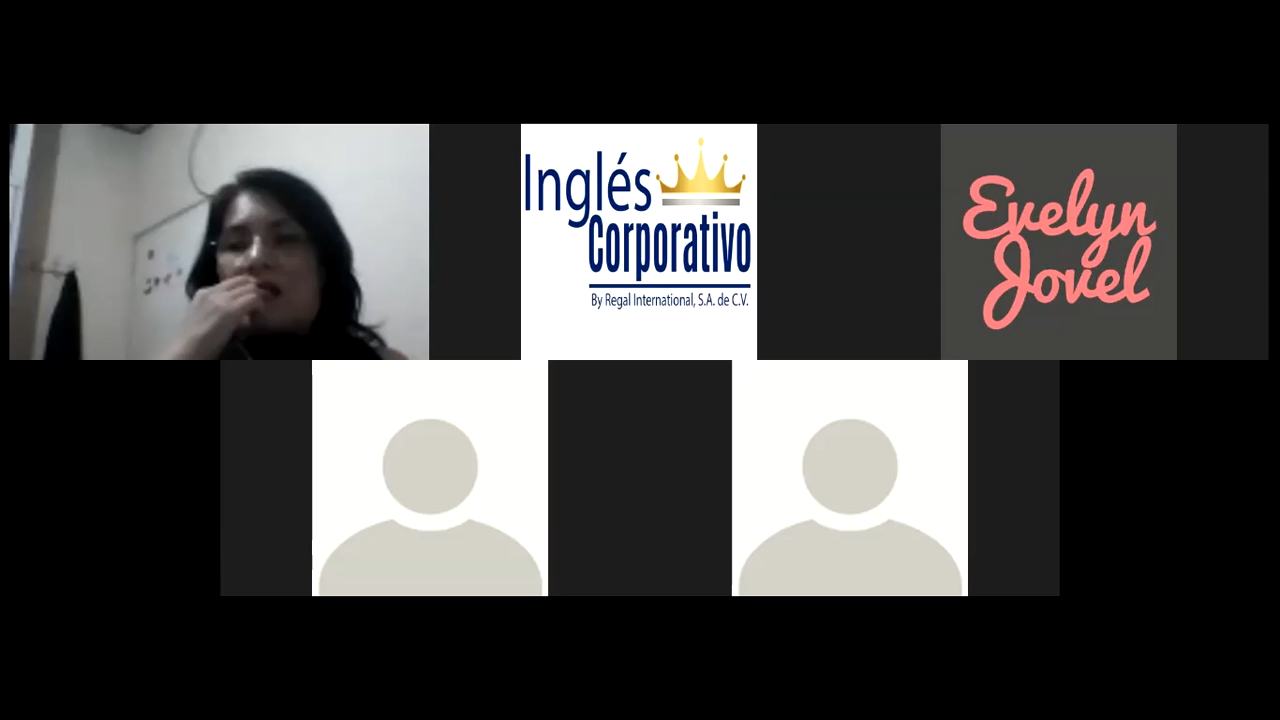 Inglés
Corporativo
By Regal International, S.A. de C.V.
Evelyn
Jovel